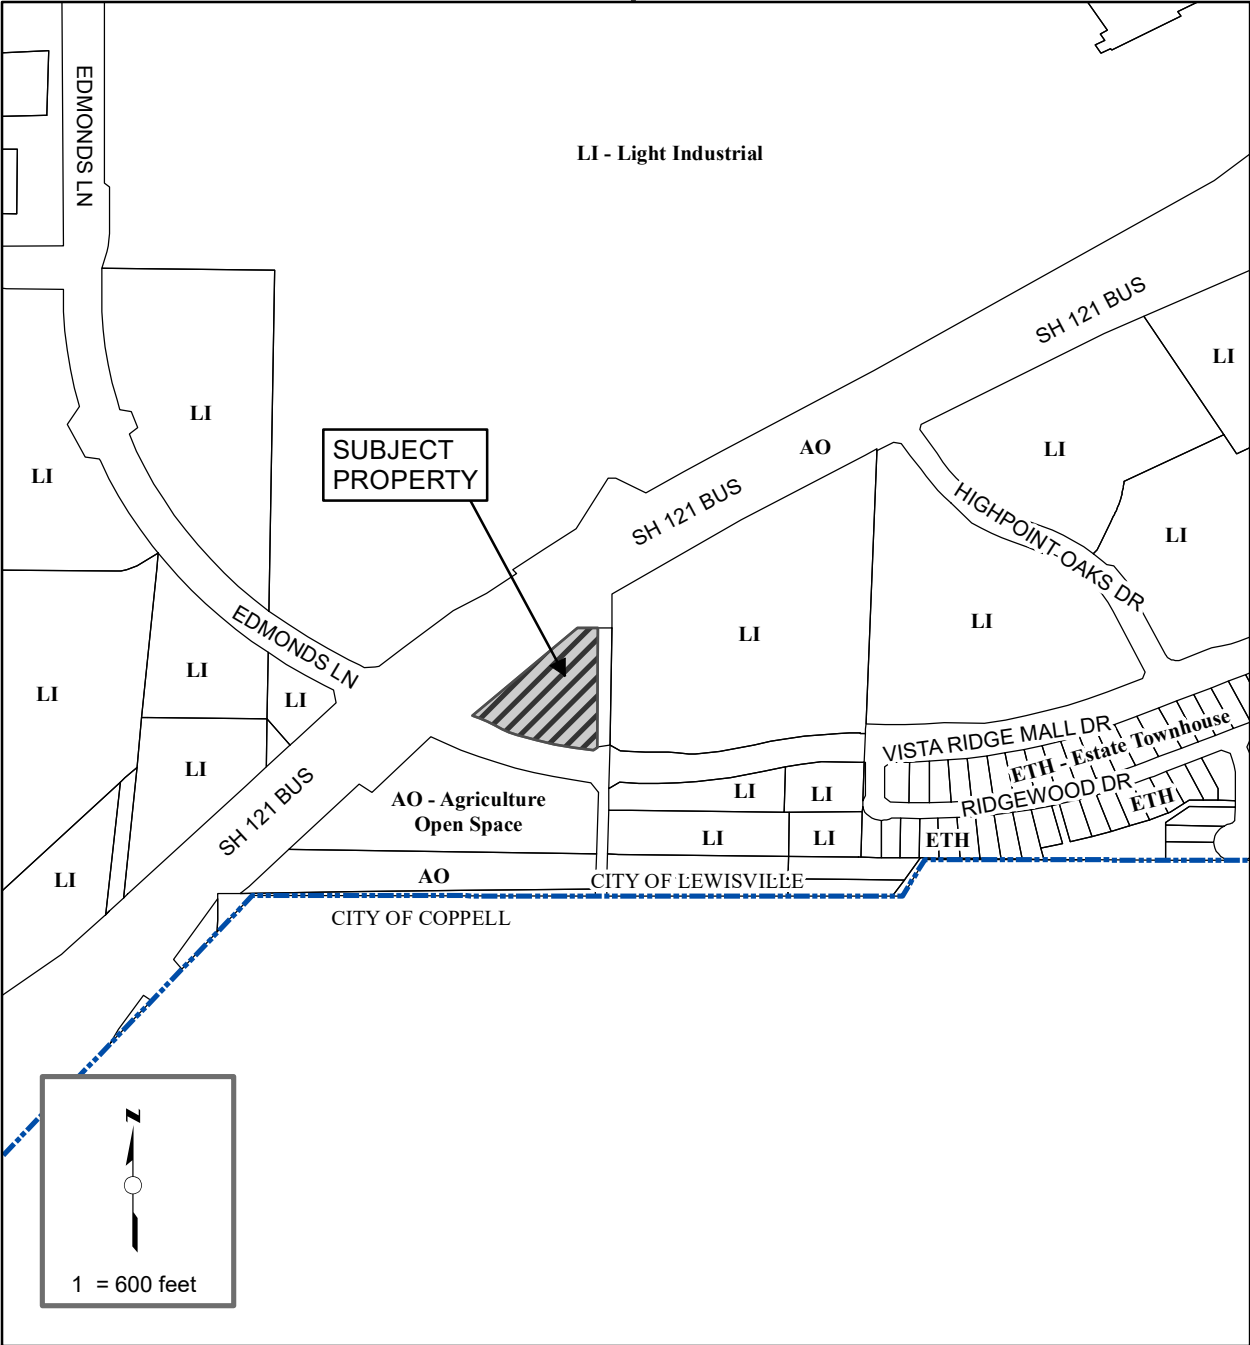 EDMONDS LN
LI - Light Industrial
SH 121 BUS
LI
LI
SUBJECT
PROPERTY
AO
LI
LI
SH 121 BUS
HIGHPOINT OAKS DR
LI
EDMONDS LN
LI
LI
LI
LI
LI
VISTA RIDGE MALL DR
ETH - Estate Townhouse
LI
SH 121 BUS
AO - Agriculture
Open Space
LI
LI
RIDGEWOOD DR
ETH
LI
LI
ETH
LI
AO
CITY OF LEWISVILLE
CITY OF COPPELL
N
1 = 600 feet